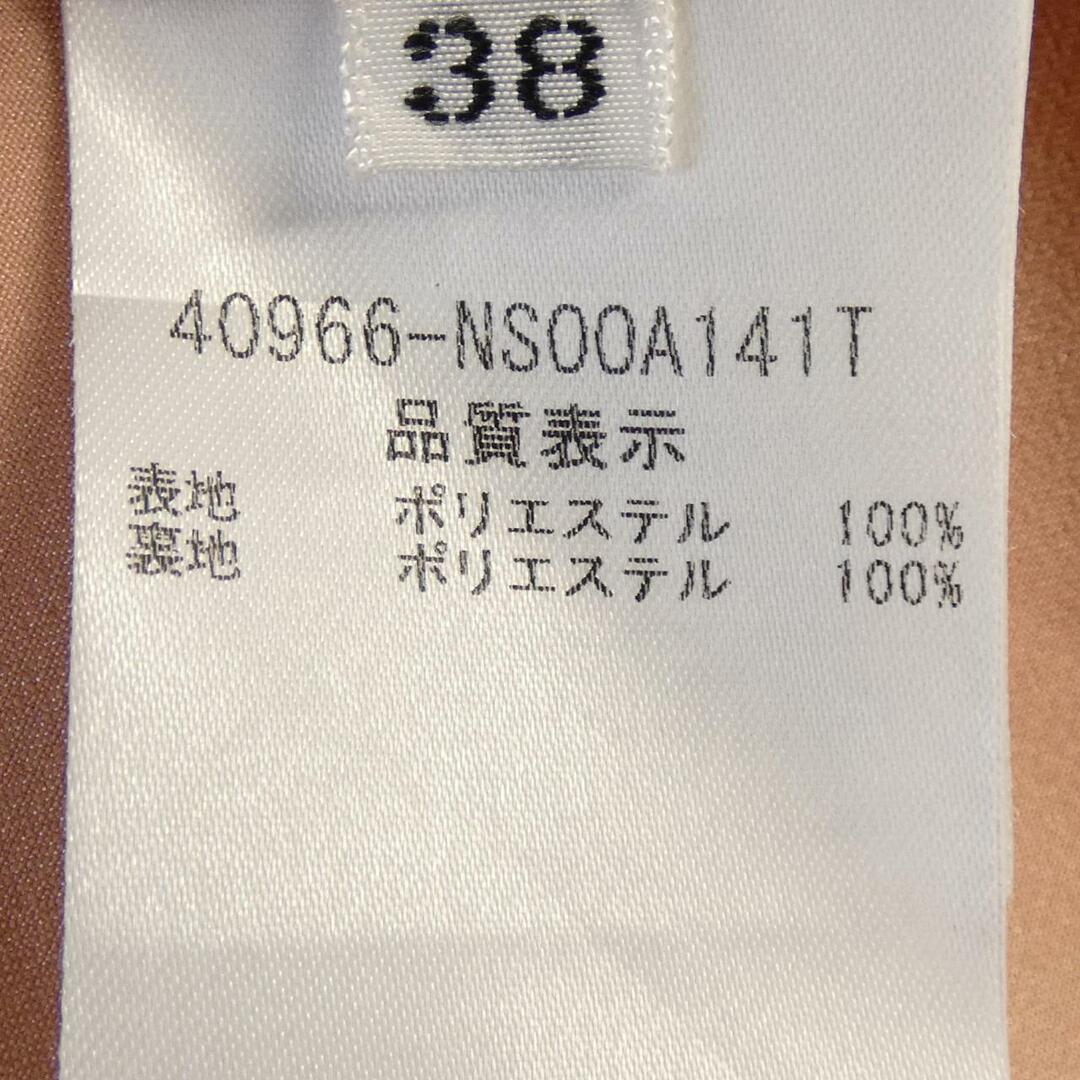 38
40966-NS00A141T
品質表示
表地 ポリエステル 100%
裏地 ポリエステル 100%